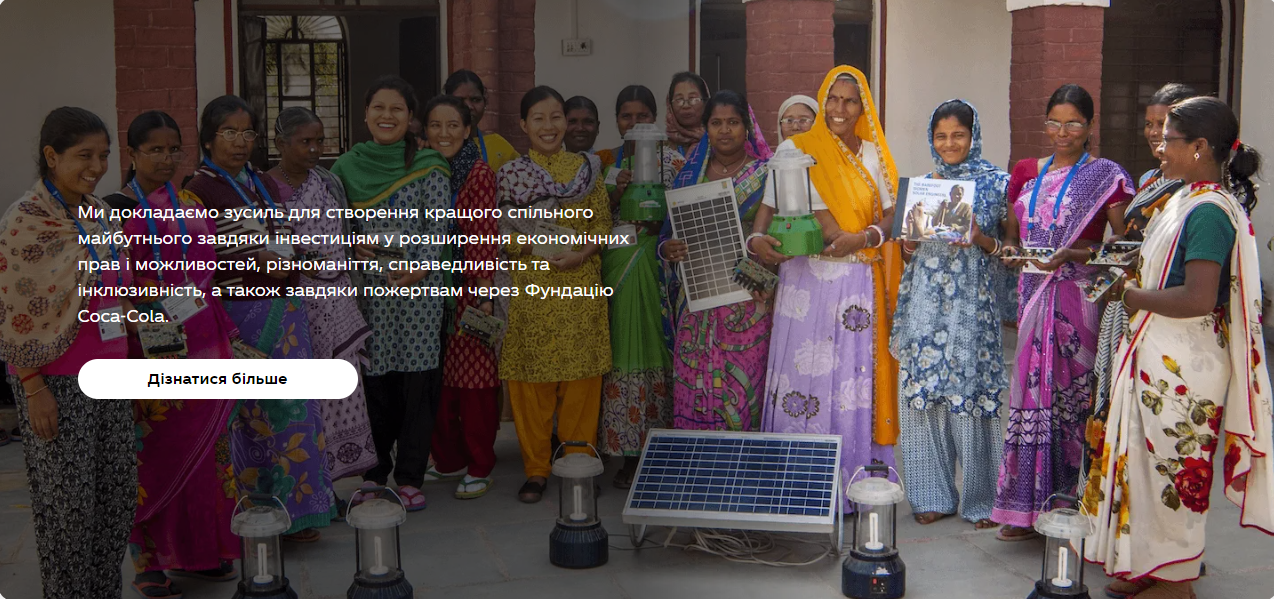 Ми докладаємо зусиль для створення кращого спільного
майбутнього завдяки інвестиціям у розширення економічних
прав і можливостей, різноманіття, справедливість та
інклюзивність, а також завдяки пожертвам через Фундацію
Coca-Cola.
Дізнатися більше